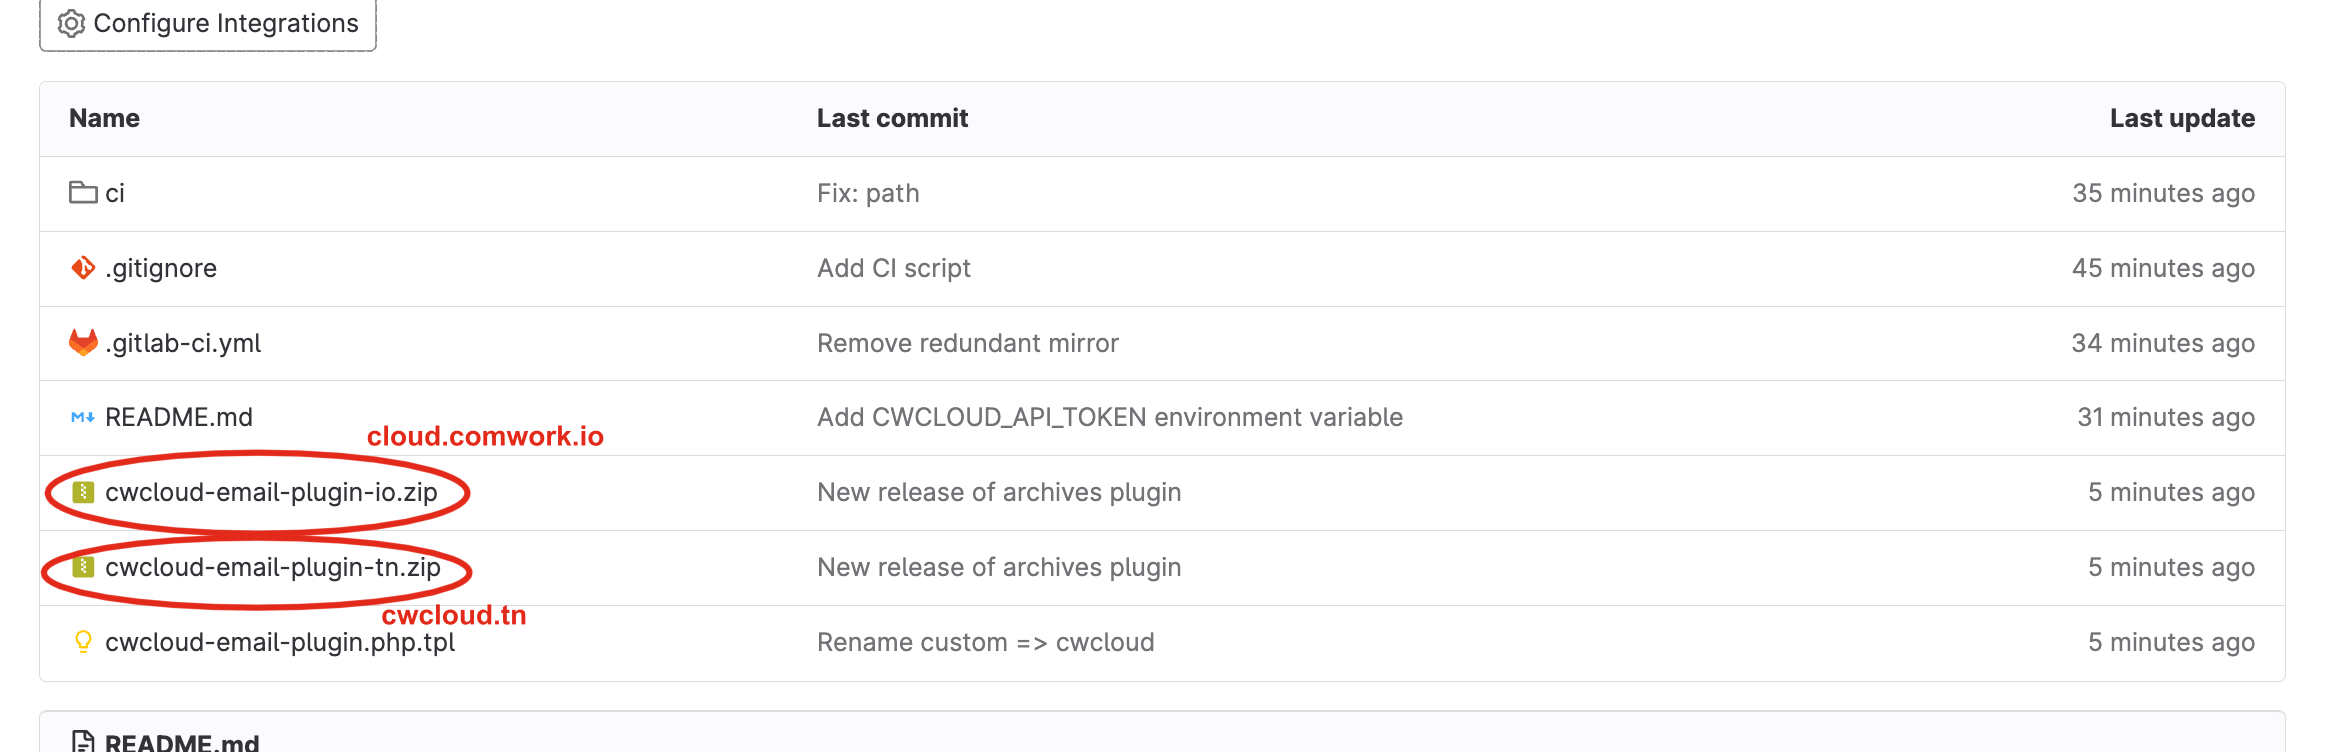 Configure Integrations
Name Last commit Last update
ci Fix: path 35 minutes ago
.gitignore Add CI script 45 minutes ago
.gitlab-ci.yml Remove redundant mirror 34 minutes ago
README.md Add CWCLOUD_API_TOKEN environment variable 31 minutes ago
cloud.comwork.io
cwcloud-email-plugin-io.zip New release of archives plugin 5 minutes ago
cwcloud-email-plugin-tn.zip New release of archives plugin 5 minutes ago
cwcloud.tn
cwcloud-email-plugin.php.tpl Rename custom => cwcloud 5 minutes ago
README.md